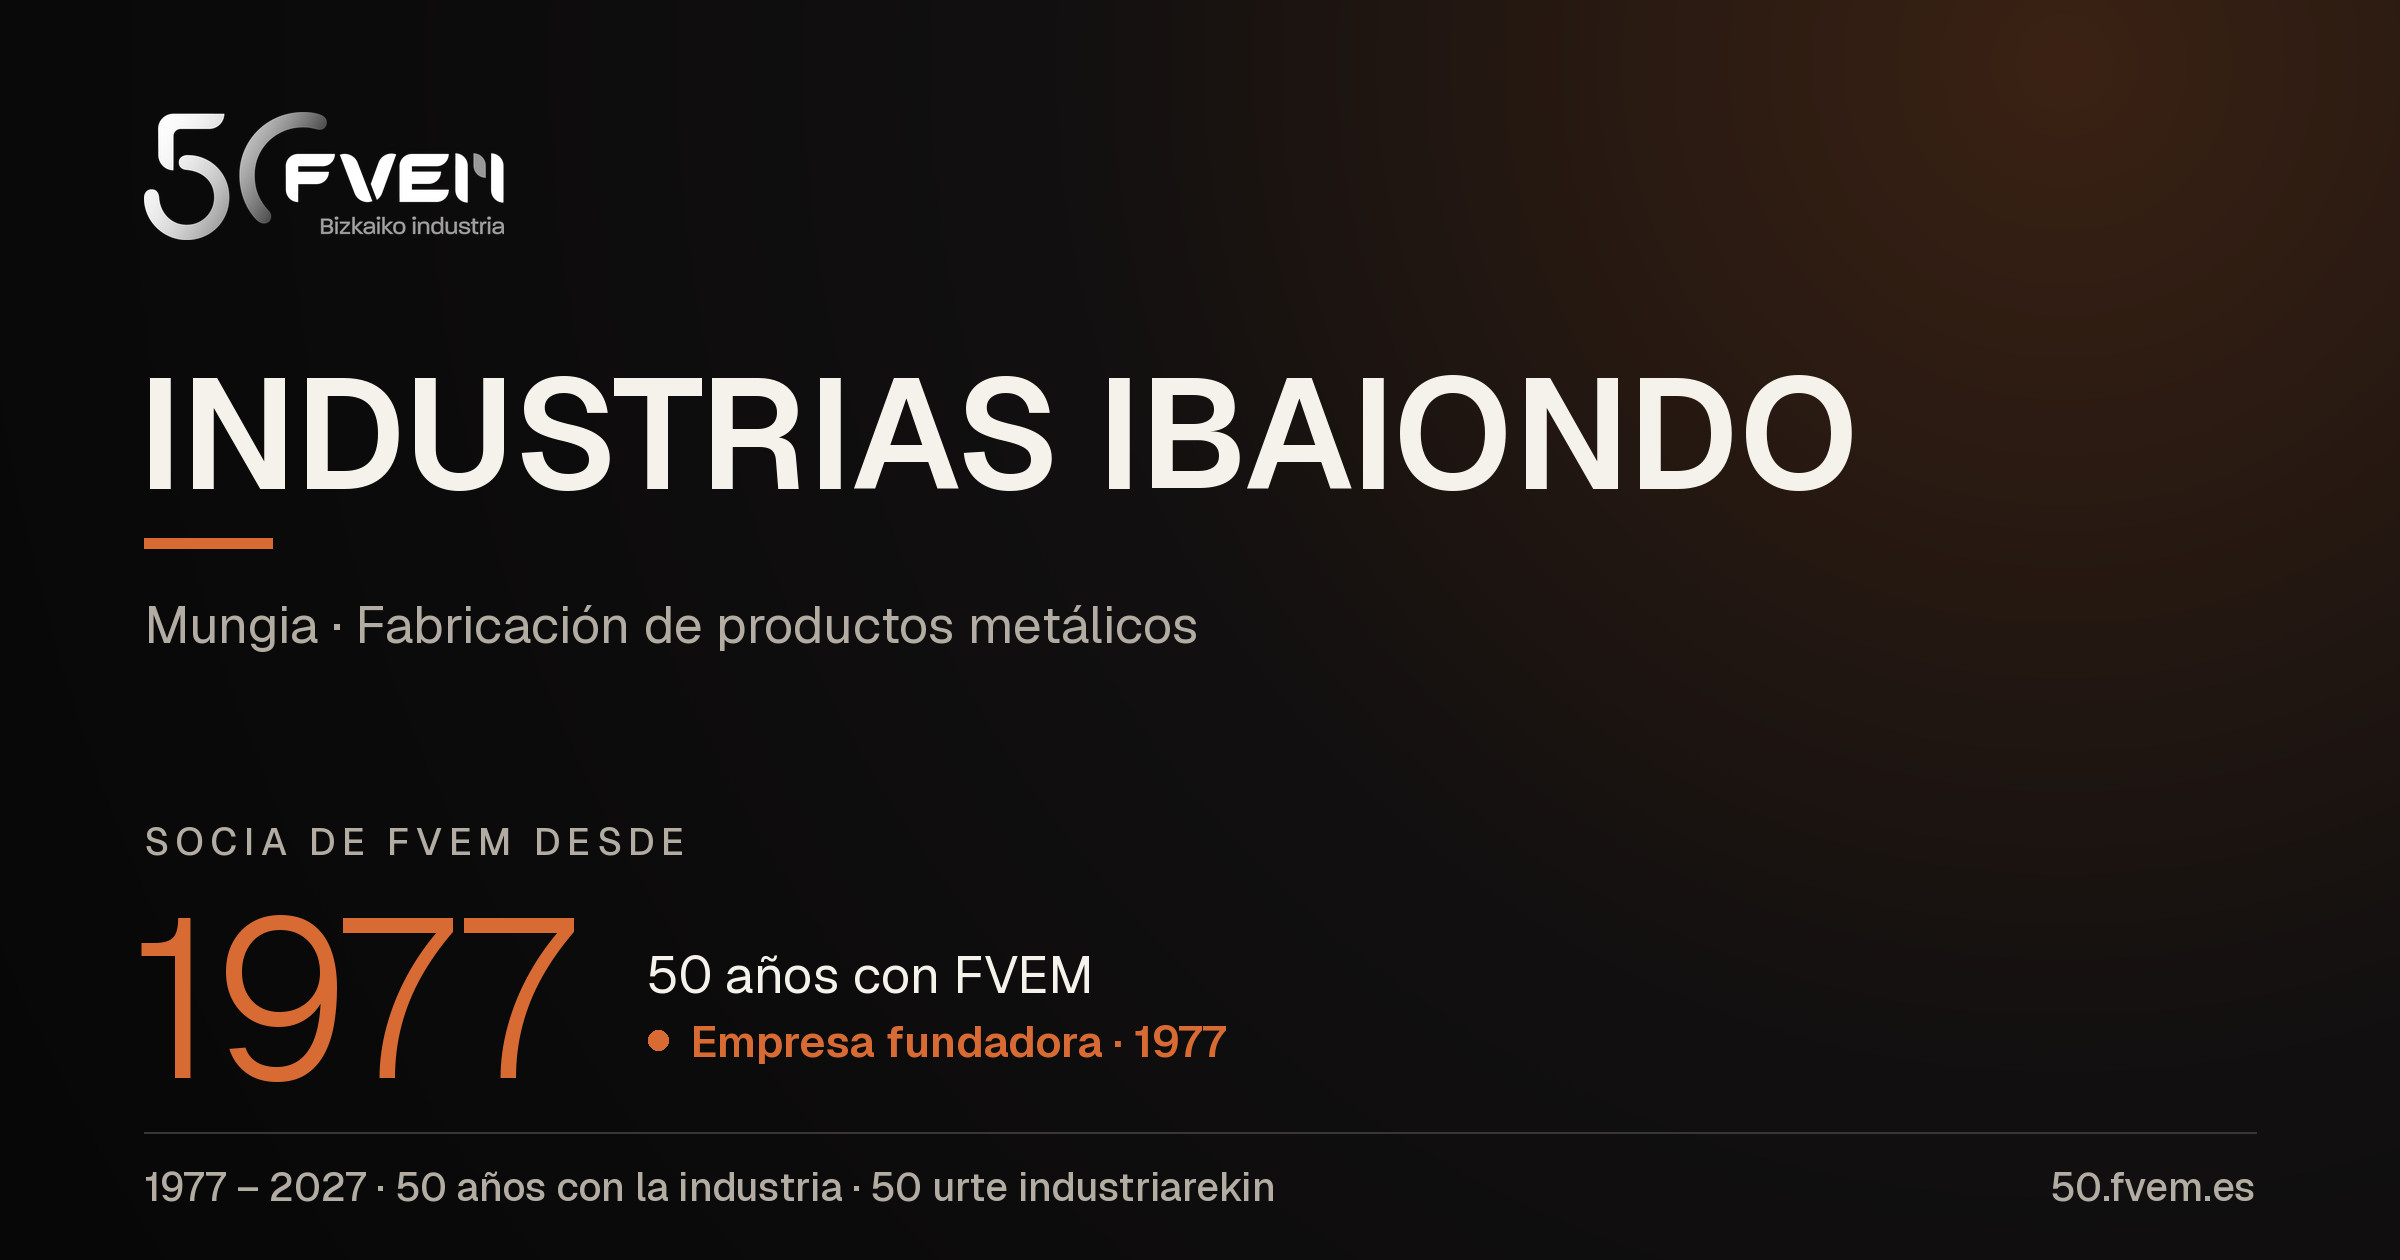 50 FVEM
Bizkaiko industria
INDUSTRIAS IBAIONDO
Mungia · Fabricación de productos metálicos
SOCIA DE FVEM DESDE
1977
50 años con FVEM
Empresa fundadora · 1977
1977 – 2027 · 50 años con la industria · 50 urte industriarekin
50.fvem.es